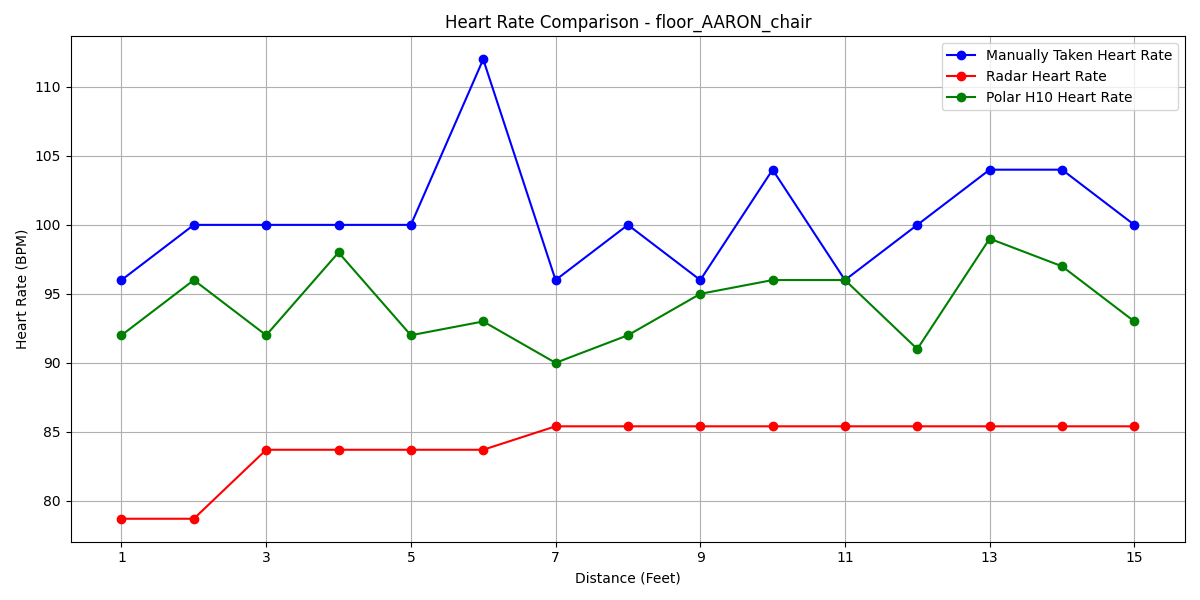 Heart Rate Comparison - floor_AARON_chair
Manually Taken Heart Rate
Radar Heart Rate
Polar H10 Heart Rate
Heart Rate (BPM)
110
105
100
95
90
85
80
1 3 5 7 9 11 13 15
Distance (Feet)